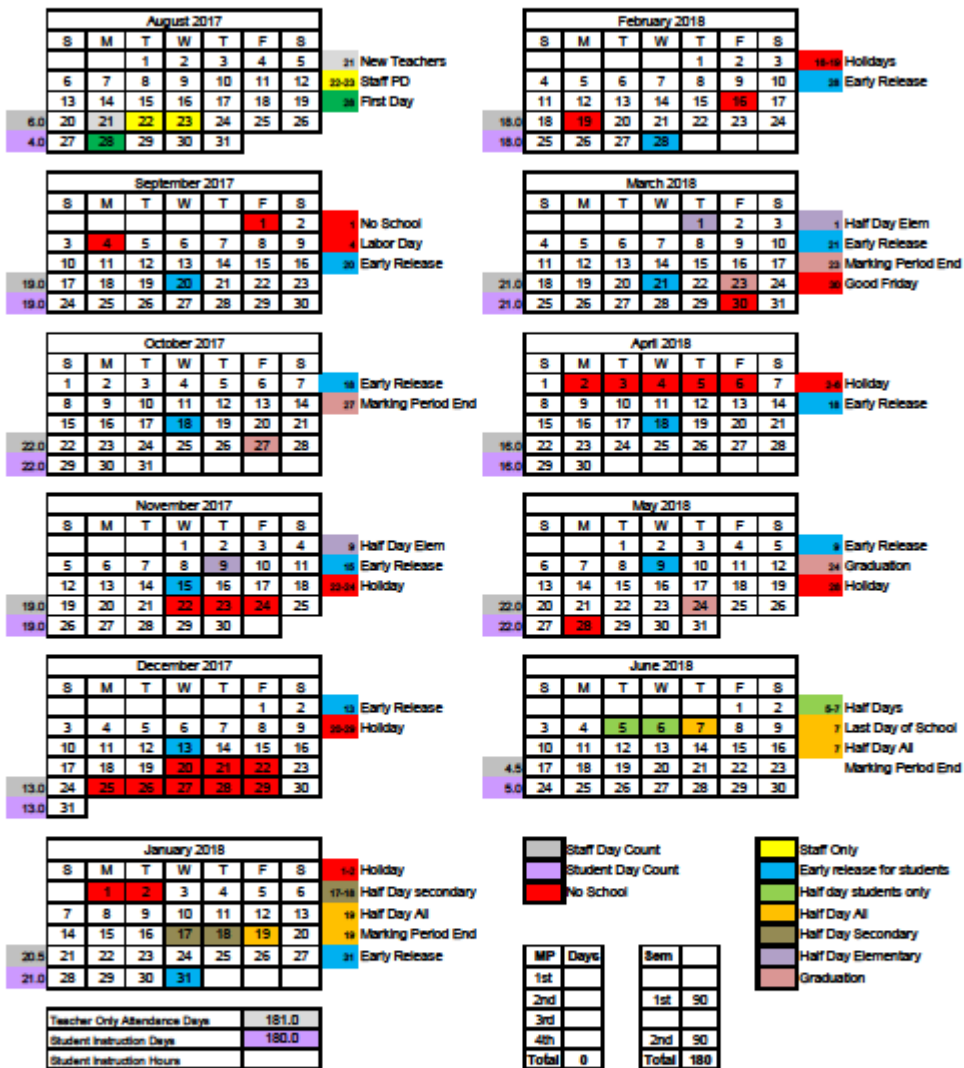 August 2017
S M T W T F S
1 2 3 4 5 21 New Teachers
6 7 8 9 10 11 12 22-23 Staff PD
13 14 15 16 17 18 19 28 First Day
6.0 20 21 22 23 24 25 26
4.0 27 28 29 30 31
September 2017
S M T W T F S
1 2 1 No School
3 4 5 6 7 8 9 4 Labor Day
10 11 12 13 14 15 16 20 Early Release
19.0 17 18 19 20 21 22 23
19.0 24 25 26 27 28 29 30
October 2017
S M T W T F S
1 2 3 4 5 6 7 18 Early Release
8 9 10 11 12 13 14 27 Marking Period End
15 16 17 18 19 20 21
22.0 22 23 24 25 26 27 28
22.0 29 30 31
November 2017
S M T W T F S
1 2 3 4 9 Half Day Elem
5 6 7 8 9 10 11 15 Early Release
12 13 14 15 16 17 18 22-24 Holiday
19.0 19 20 21 22 23 24 25
19.0 26 27 28 29 30
December 2017
S M T W T F S
1 2 13 Early Release
3 4 5 6 7 8 9 20-29 Holiday
10 11 12 13 14 15 16
17 18 19 20 21 22 23
13.0 24 25 26 27 28 29 30
13.0 31
January 2018
S M T W T F S
1 2 3 4 5 6 1-2 Holiday
7 8 9 10 11 12 13 17-18 Half Day secondary
14 15 16 17 18 19 20 19 Half Day All
19 Marking Period End
20.5 21 22 23 24 25 26 27 31 Early Release
21.0 28 29 30 31
Teacher Only Attendance Days 181.0
Student Instruction Days 180.0
Student Instruction Hours
February 2018
S M T W T F S
1 2 3 16-19 Holidays
4 5 6 7 8 9 10 28 Early Release
11 12 13 14 15 16 17
18.0 18 19 20 21 22 23 24
18.0 25 26 27 28
March 2018
S M T W T F S
1 2 3 1 Half Day Elem
4 5 6 7 8 9 10 21 Early Release
11 12 13 14 15 16 17 23 Marking Period End
21.0 18 19 20 21 22 23 24 30 Good Friday
21.0 25 26 27 28 29 30 31
April 2018
S M T W T F S
1 2 3 4 5 6 7 2-6 Holiday
8 9 10 11 12 13 14 18 Early Release
15 16 17 18 19 20 21
16.0 22 23 24 25 26 27 28
16.0 29 30
May 2018
S M T W T F S
1 2 3 4 5 9 Early Release
6 7 8 9 10 11 12 24 Graduation
13 14 15 16 17 18 19 28 Holiday
22.0 20 21 22 23 24 25 26
22.0 27 28 29 30 31
June 2018
S M T W T F S
1 2 5-7 Half Days
3 4 5 6 7 8 9 7 Last Day of School
10 11 12 13 14 15 16 7 Half Day All
4.5 17 18 19 20 21 22 23 Marking Period End
5.0 24 25 26 27 28 29 30
Staff Day Count
Student Day Count
No School
Staff Only
Early release for students
Half day students only
Half Day All
Half Day Secondary
Half Day Elementary
Graduation
MP Days
1st
2nd
3rd
4th
Total 0
Sem
1st 90
2nd 90
Total 180